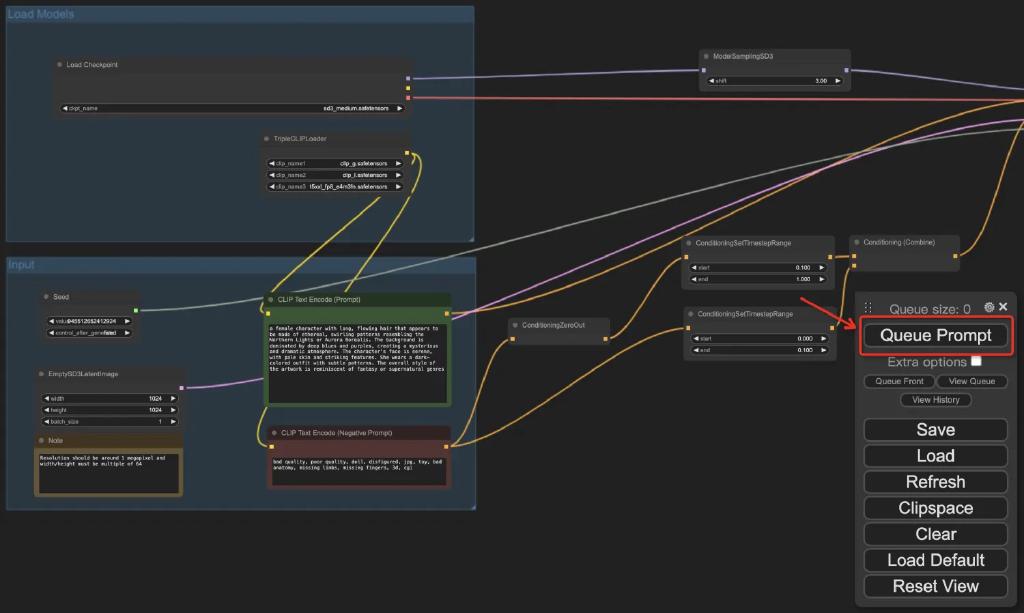 Load Models
Load Checkpoint
ckpt_name sd3_medium.safetensors
TripleCLIPLoader
clip_name1 clip_g.safetensors
clip_name2 clip_l.safetensors
clip_name3 t5xxl_fp8_e4m3fn.safetensors
ModelSamplingSD3
shift 3.00
Input
Seed
value 945512652412924
control_after_generate fixed
CLIP Text Encode (Prompt)
a female character with long, flowing hair that appears to
be made of ethereal, swirling patterns resembling the
Northern Lights or Aurora Borealis. The background is
dominated by deep blues and purples, creating a mysterious
and dramatic atmosphere. The character's face is serene,
with pale skin and striking features. She wears a dark-
colored outfit with subtle patterns. The overall style of
the artwork is reminiscent of fantasy or supernatural genres
EmptySD3LatentImage
width 1024
height 1024
batch_size 1
Note
Resolution should be around 1 megapixel and
width/height must be multiple of 64
CLIP Text Encode (Negative Prompt)
bad quality, poor quality, doll, disfigured, jpg, toy, bad
anatomy, missing limbs, missing fingers, 3d, cgi
ConditioningZeroOut
ConditioningSetTimestepRange
start 0.100
end 1.000
ConditioningSetTimestepRange
start 0.000
end 0.100
Conditioning (Combine)
Queue size: 0
Queue Prompt
Extra options
Queue Front View Queue
View History
Save
Load
Refresh
Clipspace
Clear
Load Default
Reset View